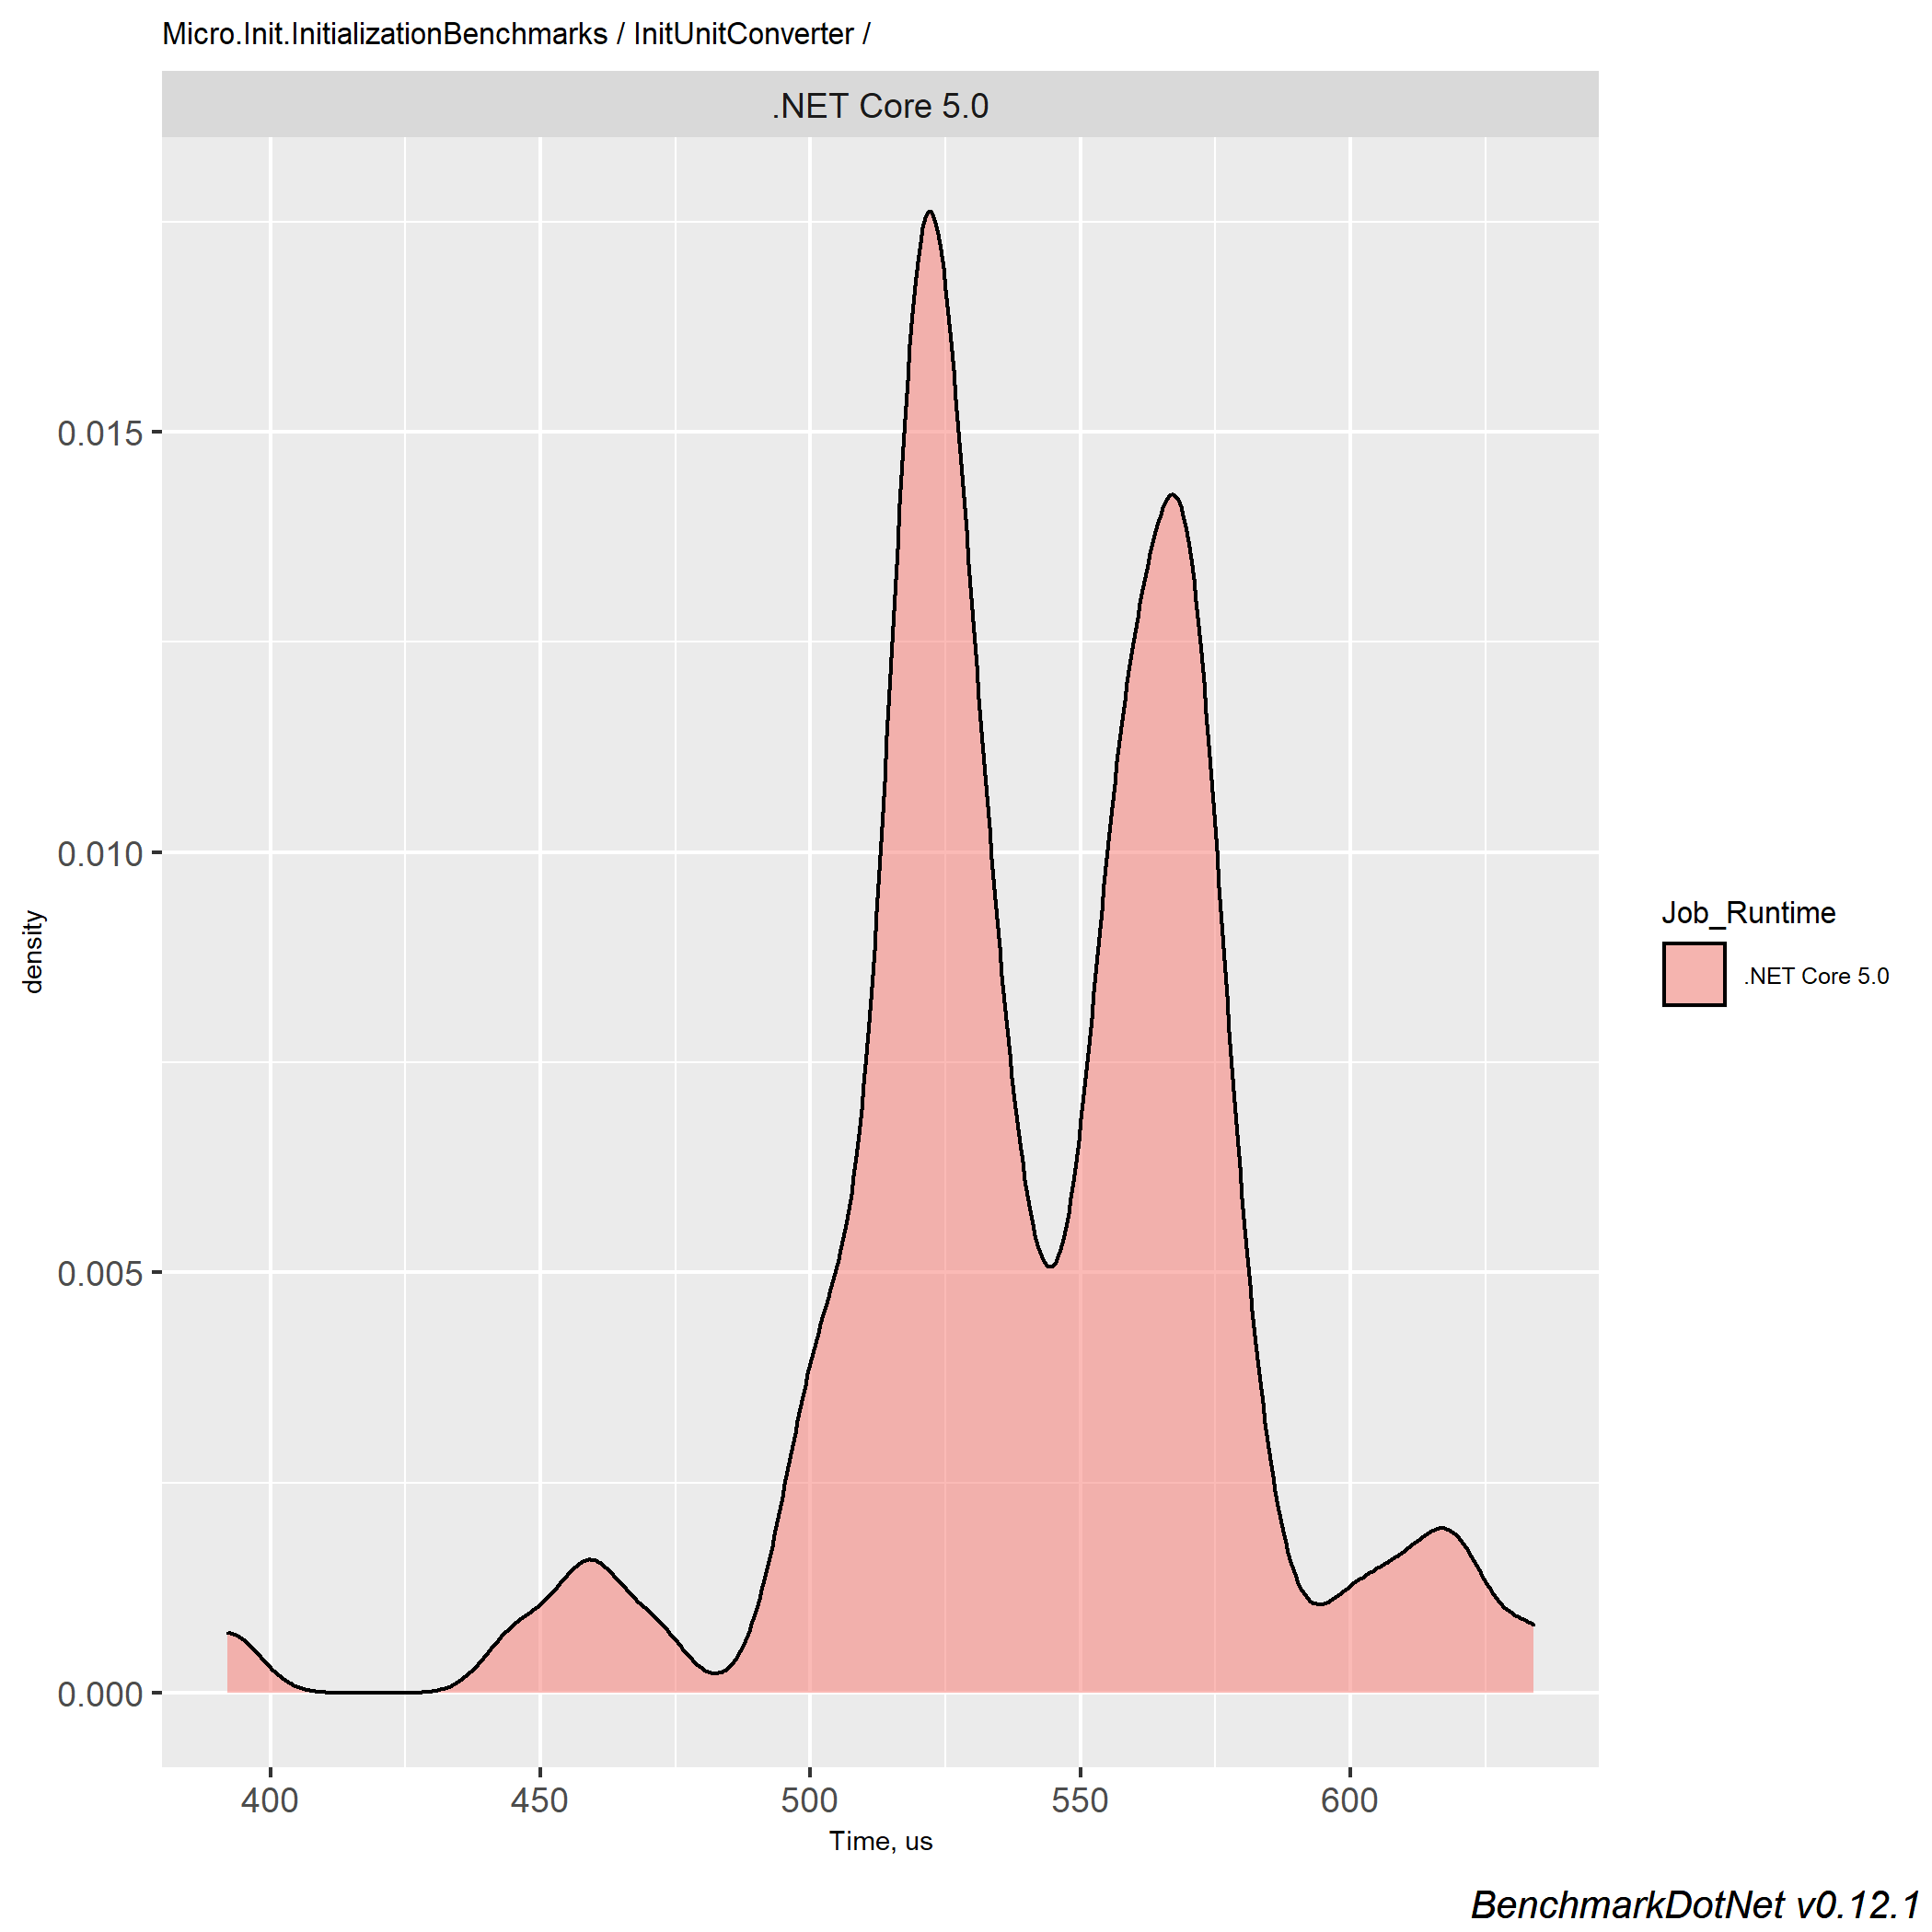 Micro.Init.InitializationBenchmarks / InitUnitConverter /
.NET Core 5.0
0.015
0.010
0.005
0.000
density
400 450 500 550 600
Time, us
Job_Runtime
.NET Core 5.0
BenchmarkDotNet v0.12.1